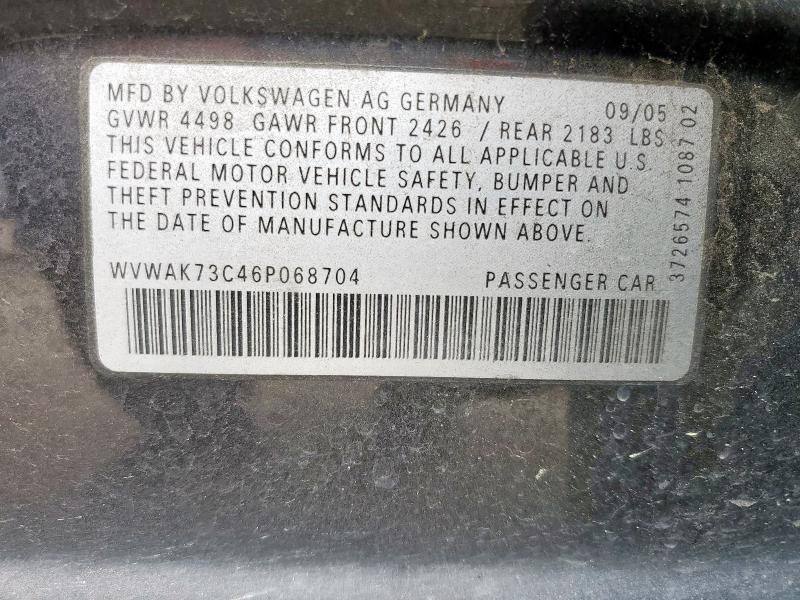 MFD BY VOLKSWAGEN AG GERMANY 09/05
GVWR 4498 GAWR FRONT 2426 / REAR 2183 LBS
THIS VEHICLE CONFORMS TO ALL APPLICABLE U.S.
FEDERAL MOTOR VEHICLE SAFETY, BUMPER AND
THEFT PREVENTION STANDARDS IN EFFECT ON
THE DATE OF MANUFACTURE SHOWN ABOVE.
WVWAK73C46P068704 PASSENGER CAR
3726574 1087 02